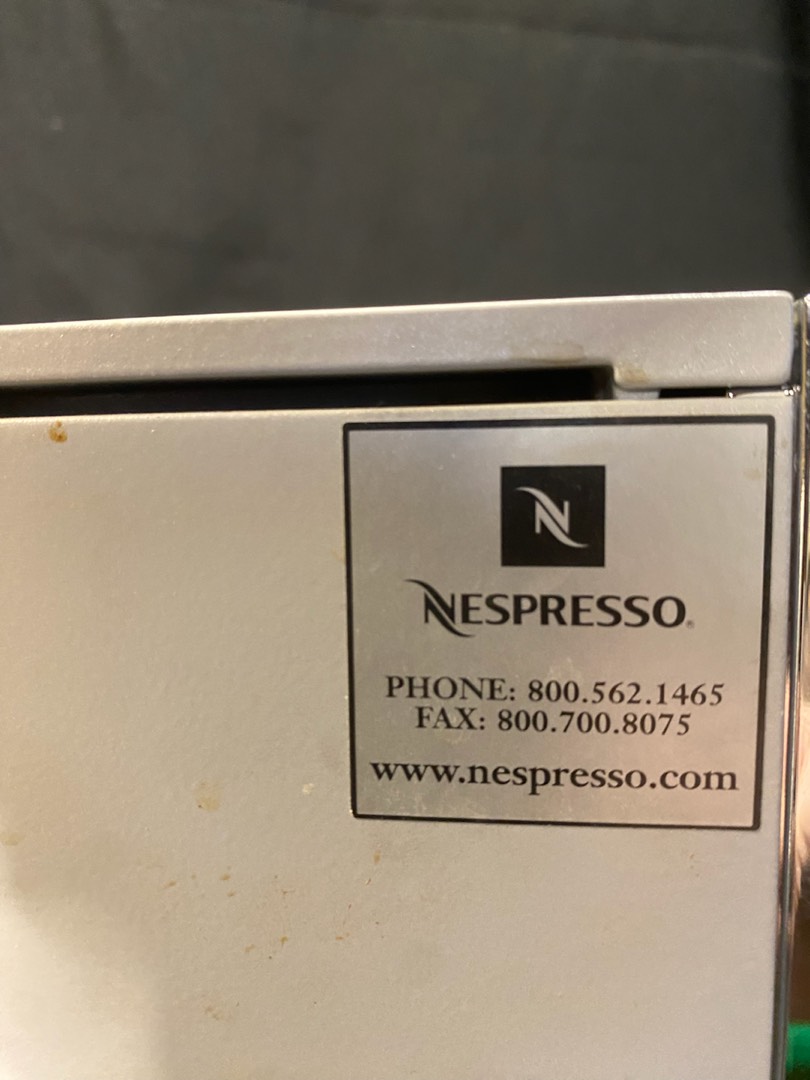 N
NESPRESSO®
PHONE: 800.562.1465
FAX: 800.700.8075
www.nespresso.com